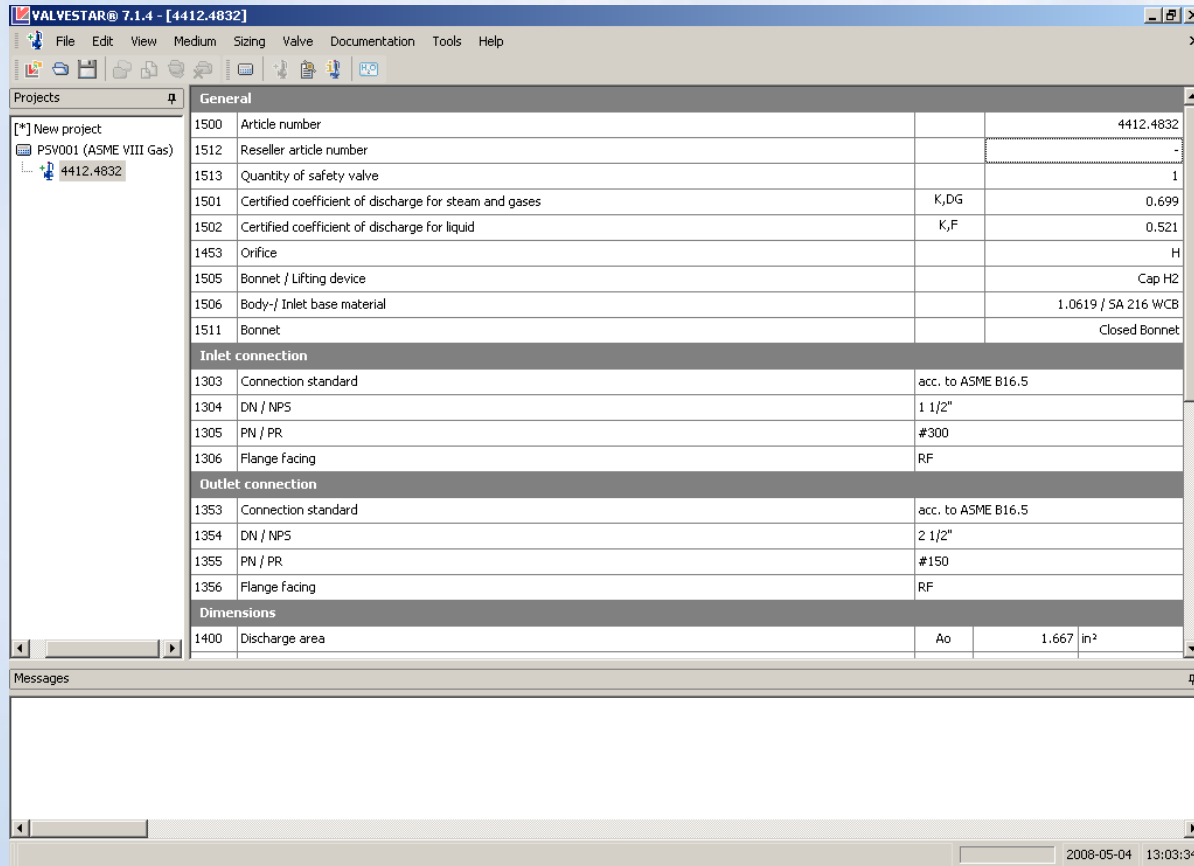 VALVESTAR® 7.1.4 - [4412.4832]
File Edit View Medium Sizing Valve Documentation Tools Help
H₂O
Projects
[*] New project
PSV001 (ASME VIII Gas)
4412.4832
General
1500 Article number 4412.4832
1512 Reseller article number -
1513 Quantity of safety valve 1
1501 Certified coefficient of discharge for steam and gases K,DG 0.699
1502 Certified coefficient of discharge for liquid K,F 0.521
1453 Orifice H
1505 Bonnet / Lifting device Cap H2
1506 Body-/ Inlet base material 1.0619 / SA 216 WCB
1511 Bonnet Closed Bonnet
Inlet connection
1303 Connection standard acc. to ASME B16.5
1304 DN / NPS 1 1/2"
1305 PN / PR #300
1306 Flange facing RF
Outlet connection
1353 Connection standard acc. to ASME B16.5
1354 DN / NPS 2 1/2"
1355 PN / PR #150
1356 Flange facing RF
Dimensions
1400 Discharge area Ao 1.667 in²
Messages
2008-05-04 13:03:34